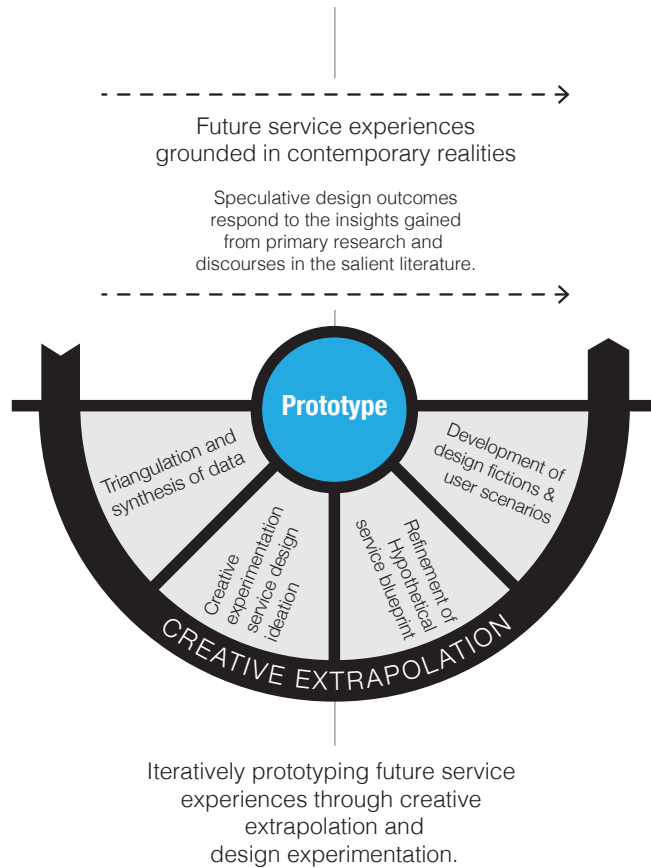 Future service experiences
grounded in contemporary realities
Speculative design outcomes
respond to the insights gained
from primary research and
discourses in the salient literature.
Prototype
Triangulation and
synthesis of data
Creative
experimentation
service design
ideation
Refinement of
Hypothetical
service blueprint
Development of
design fictions &
user scenarios
CREATIVE EXTRAPOLATION
Iteratively prototyping future service
experiences through creative
extrapolation and
design experimentation.